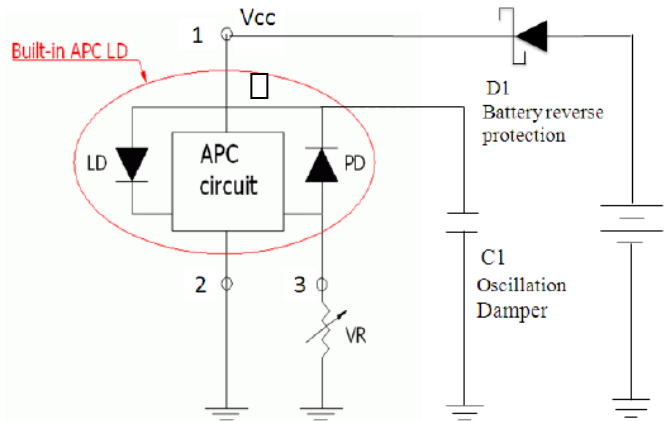 1
Vcc
Built-in APC LD
D1
Battery reverse
protection
LD
APC
circuit
PD
C1
Oscillation
Damper
2
3
VR